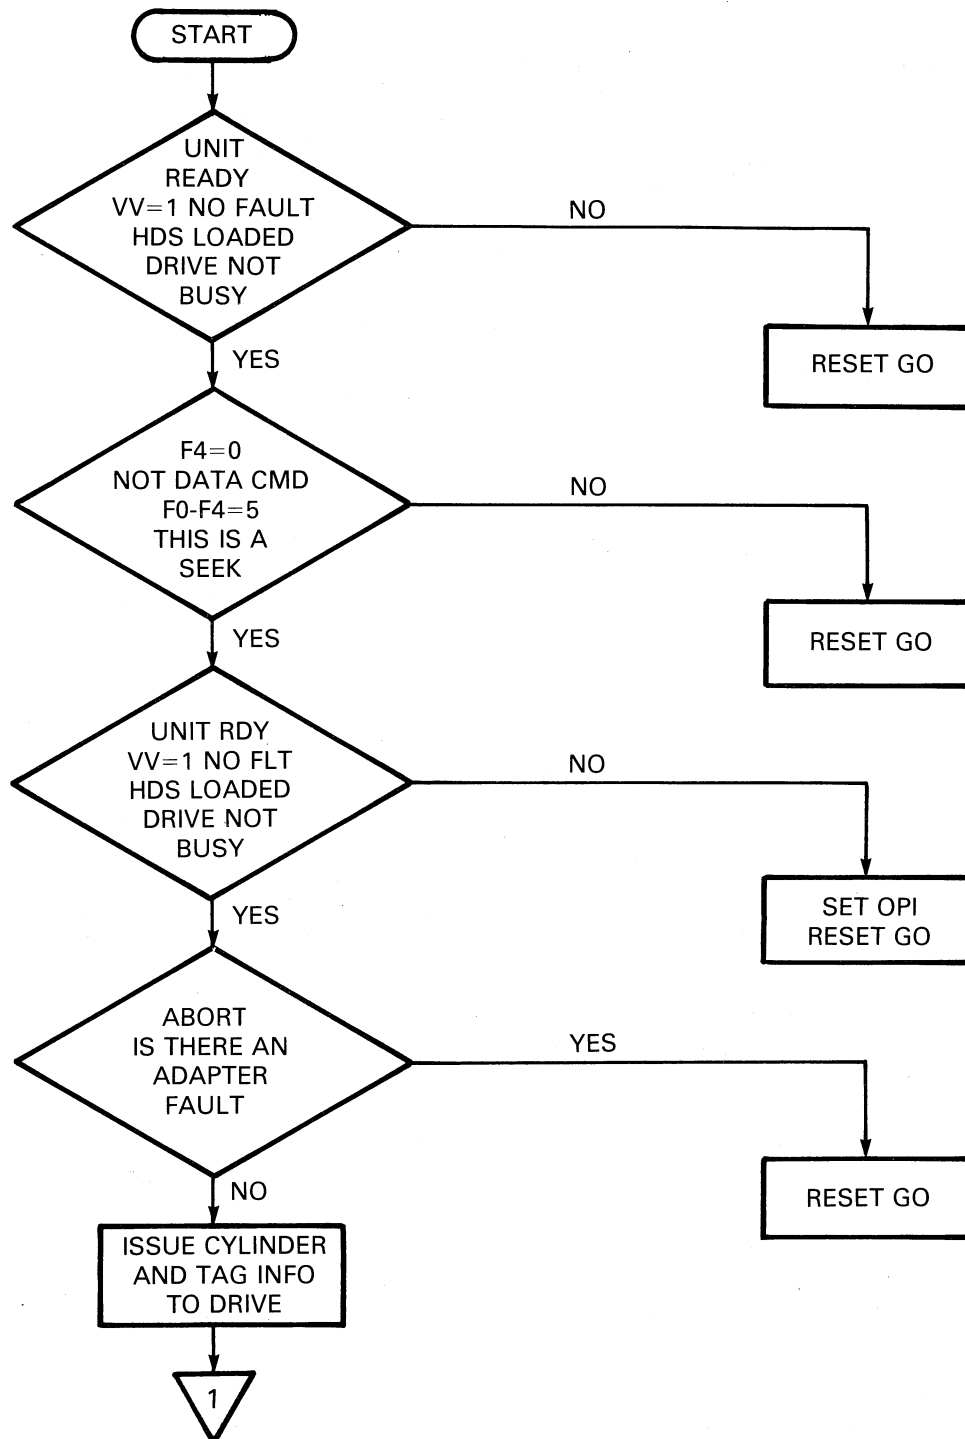 START
UNIT
READY
VV=1 NO FAULT
HDS LOADED
DRIVE NOT
BUSY
NO
RESET GO
YES
F4=0
NOT DATA CMD
F0-F4=5
THIS IS A
SEEK
NO
RESET GO
YES
UNIT RDY
VV=1 NO FLT
HDS LOADED
DRIVE NOT
BUSY
NO
SET OPI
RESET GO
YES
ABORT
IS THERE AN
ADAPTER
FAULT
YES
RESET GO
NO
ISSUE CYLINDER
AND TAG INFO
TO DRIVE
1